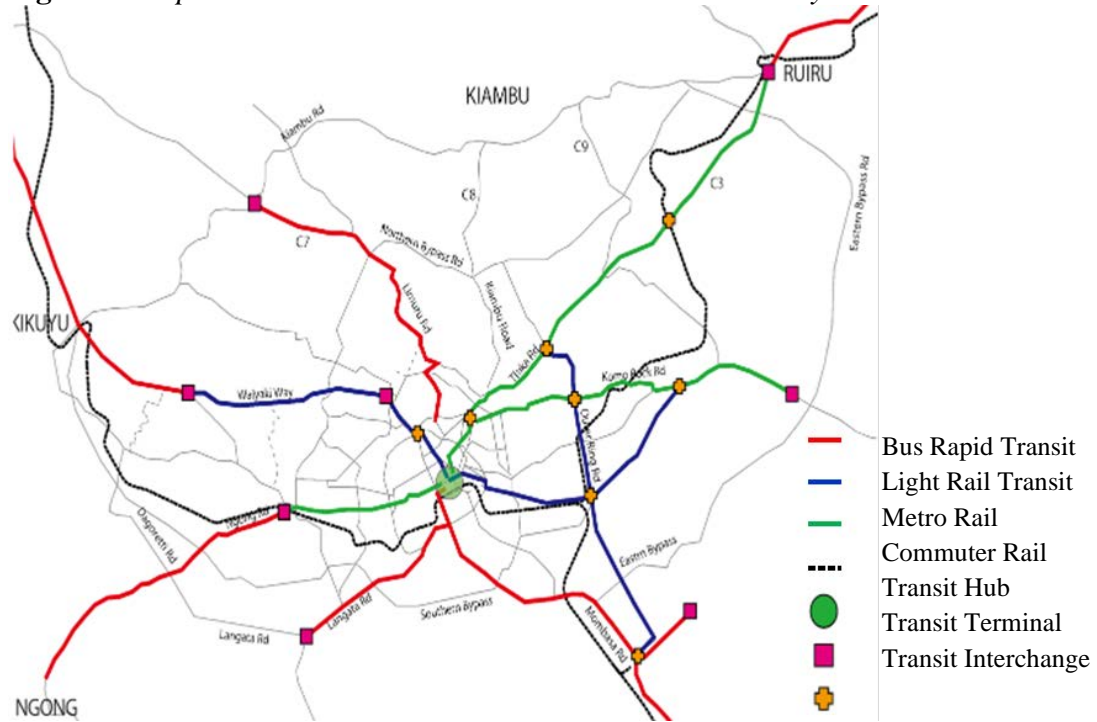 RUIRU
KIAMBU
Kiambu Rd
C9
C3
C8
Eastern Bypass Rd
C7
Northern Bypass Rd
Limuru Rd
Kiambu Road
KIKUYU
Thika Rd
Komo Rock Rd
Waiyaki Way
Outer Ring Rd
Bus Rapid Transit
Light Rail Transit
Metro Rail
Commuter Rail
Transit Hub
Transit Terminal
Transit Interchange
Ngong Rd
Dagoretti Rd
Eastern Bypass
Southern Bypass
Langata Rd
Langata Rd
Mombasa Rd
NGONG